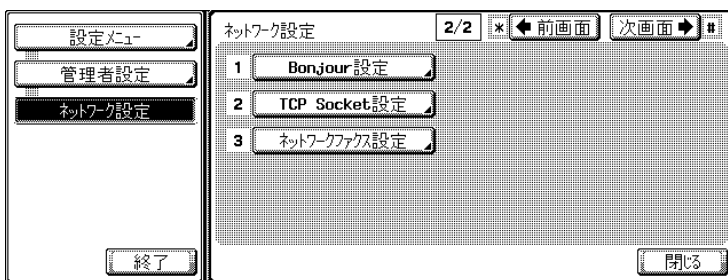 設定メニュー
管理者設定
ネットワーク設定
終了
ネットワーク設定 2/2 * ← 前画面 次画面 → #
1 Bonjour設定
2 TCP Socket設定
3 ネットワークファクス設定
閉じる